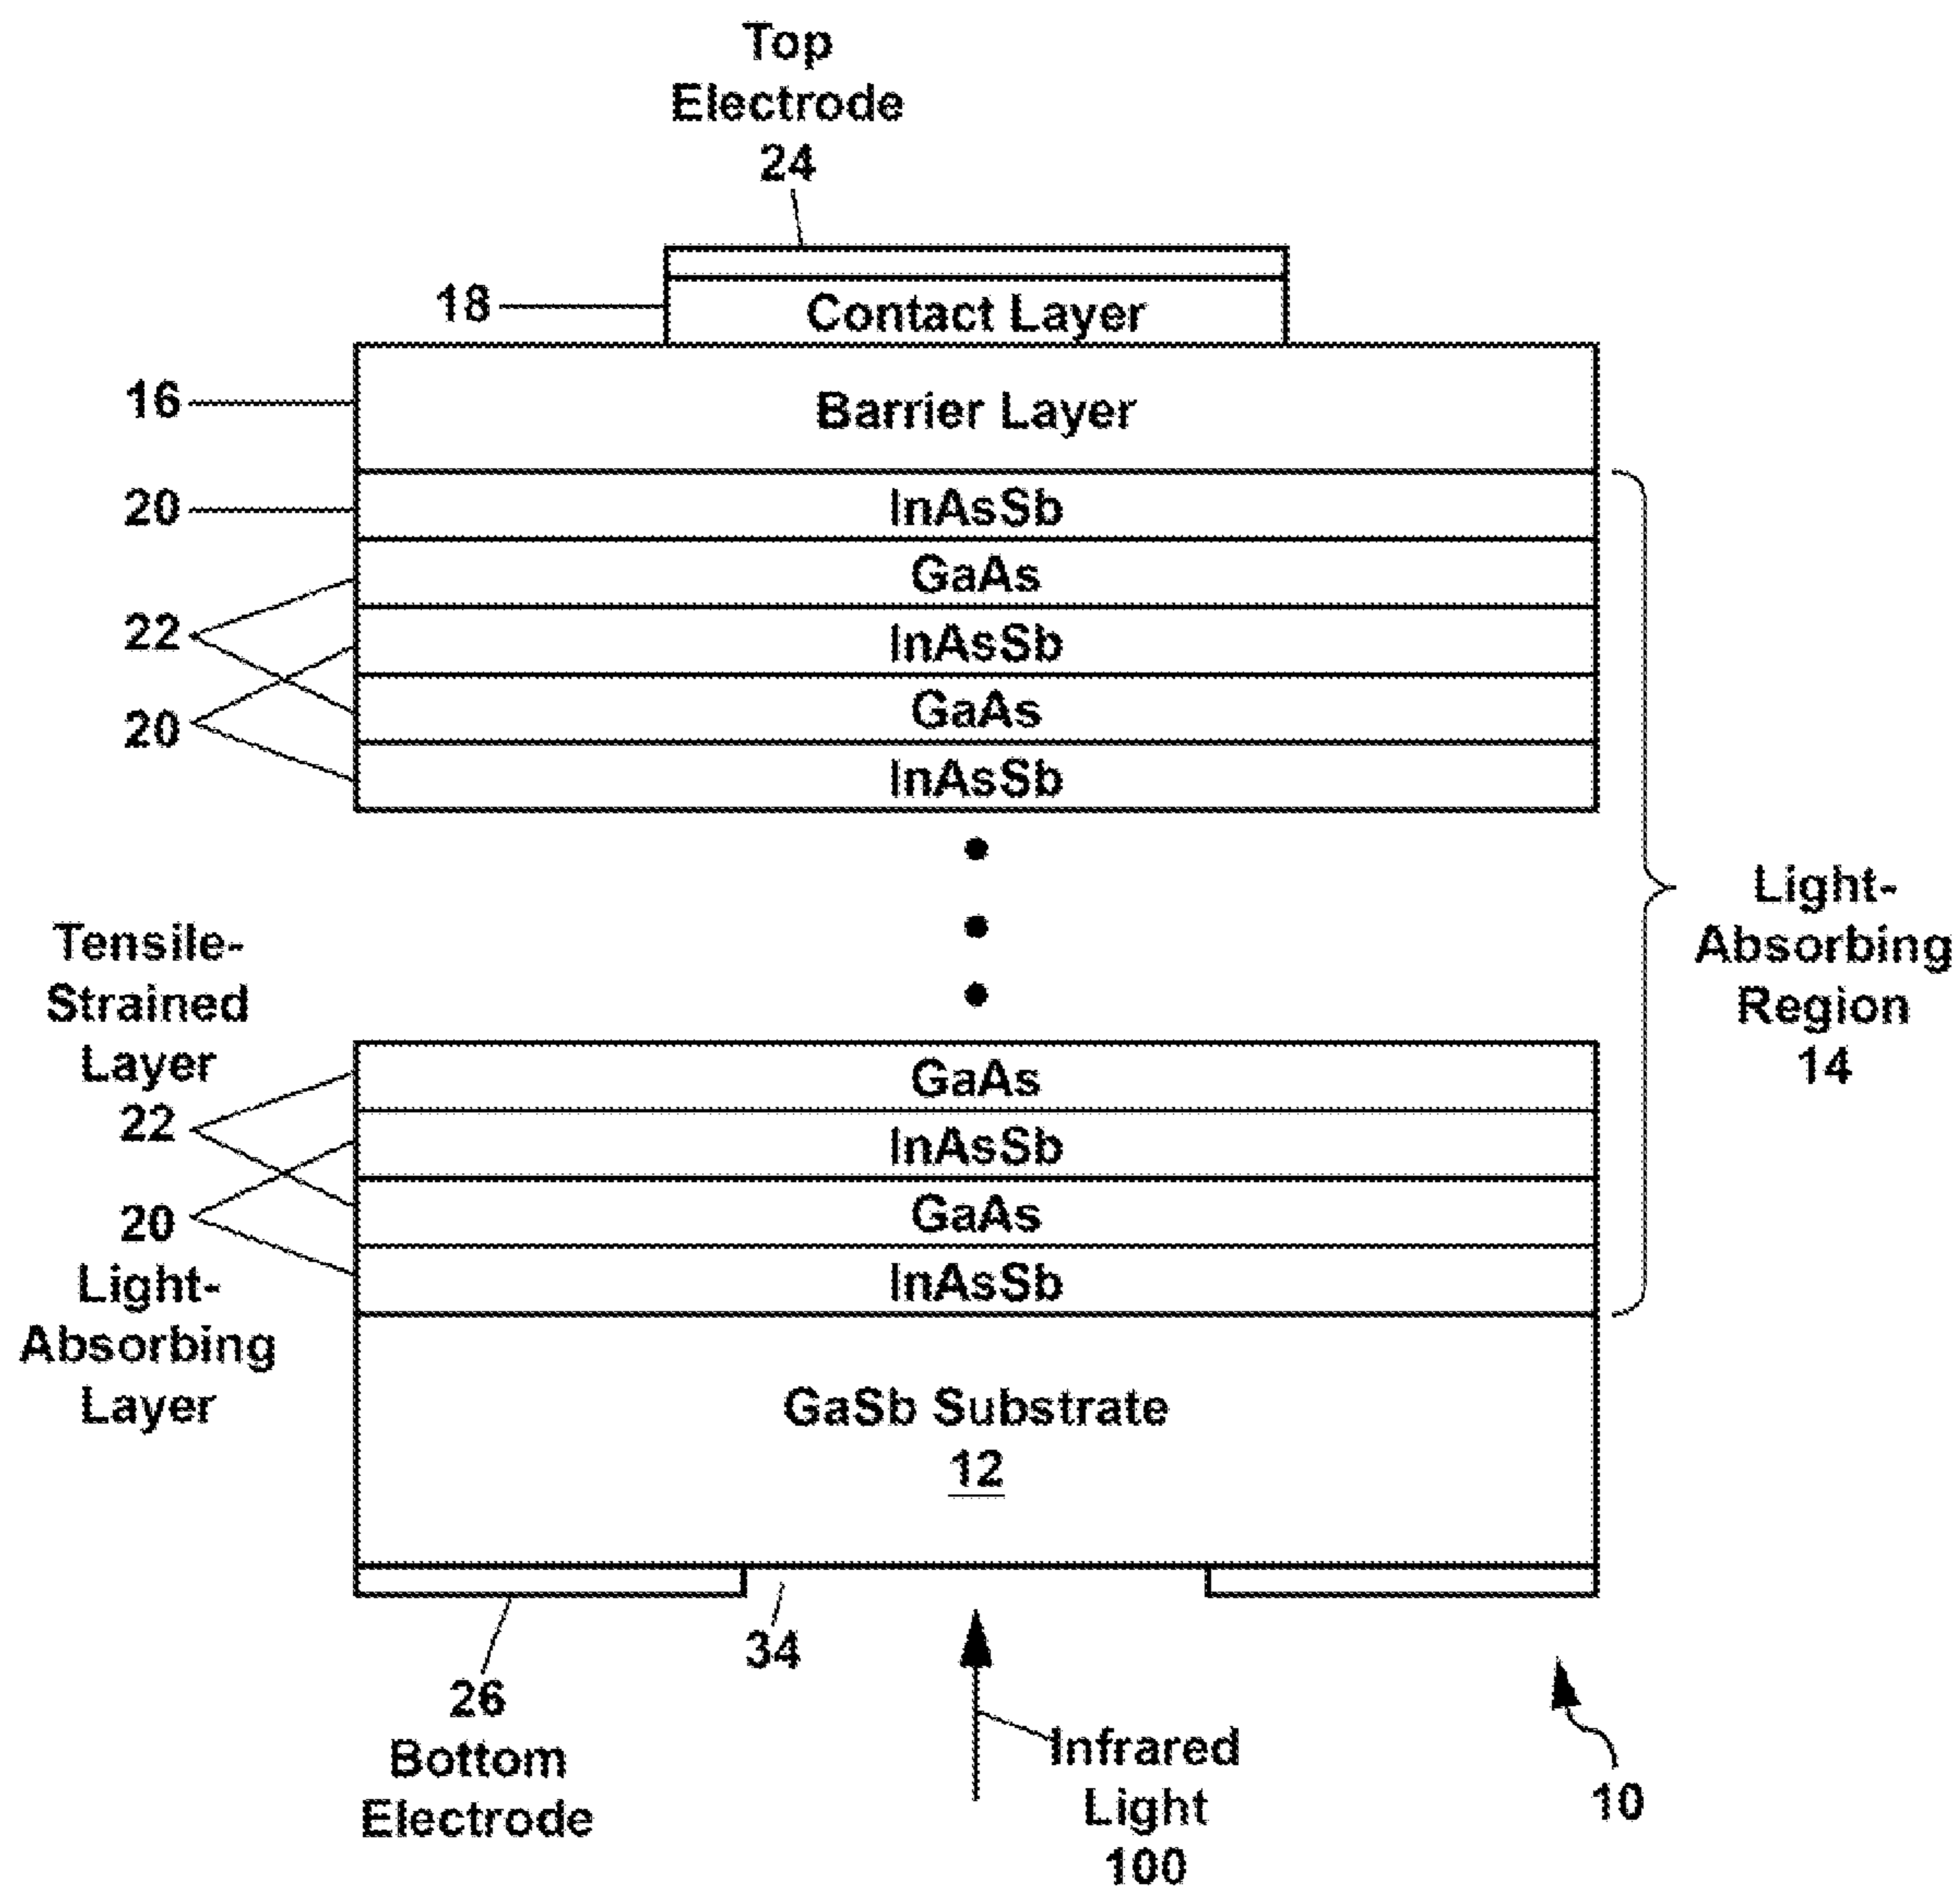 Top
Electrode
24
18
Contact Layer
16
Barrier Layer
20
InAsSb
GaAs
22
InAsSb
20
GaAs
InAsSb
Tensile-
Strained
Layer
22
Light-
Absorbing
Region
14
GaAs
InAsSb
GaAs
InAsSb
20
Light-
Absorbing
Layer
GaSb Substrate
12
34
26
Bottom
Electrode
Infrared
Light
100
10